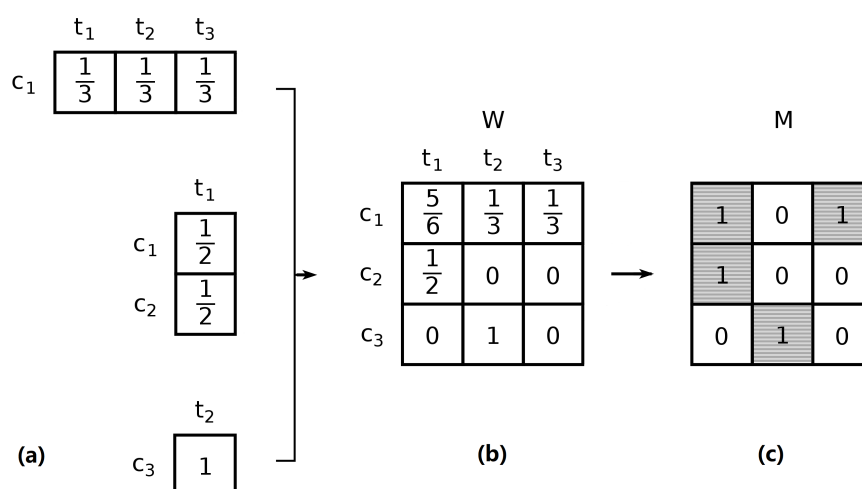 t₁ t₂ t₃
c₁ 1/3 1/3 1/3
t₁
c₁ 1/2
c₂ 1/2
t₂
c₃ 1
(a)
W
t₁ t₂ t₃
c₁ 5/6 1/3 1/3
c₂ 1/2 0 0
c₃ 0 1 0
(b)
M
1 0 1
1 0 0
0 1 0
(c)